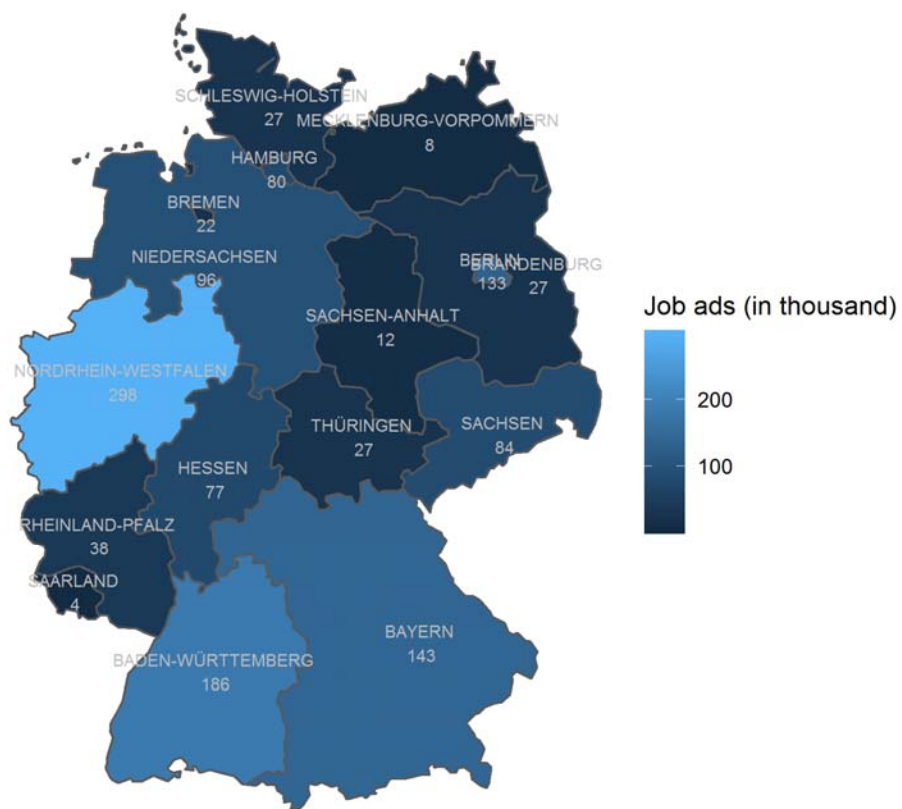 SCHLESWIG-HOLSTEIN
27
MECKLENBURG-VORPOMMERN
8
HAMBURG
80
BREMEN
22
NIEDERSACHSEN
96
BERLIN
133
BRANDENBURG
27
SACHSEN-ANHALT
12
NORDRHEIN-WESTFALEN
298
THÜRINGEN
27
SACHSEN
84
HESSEN
77
RHEINLAND-PFALZ
38
SAARLAND
4
BAYERN
143
BADEN-WÜRTTEMBERG
186
Job ads (in thousand)
200
100